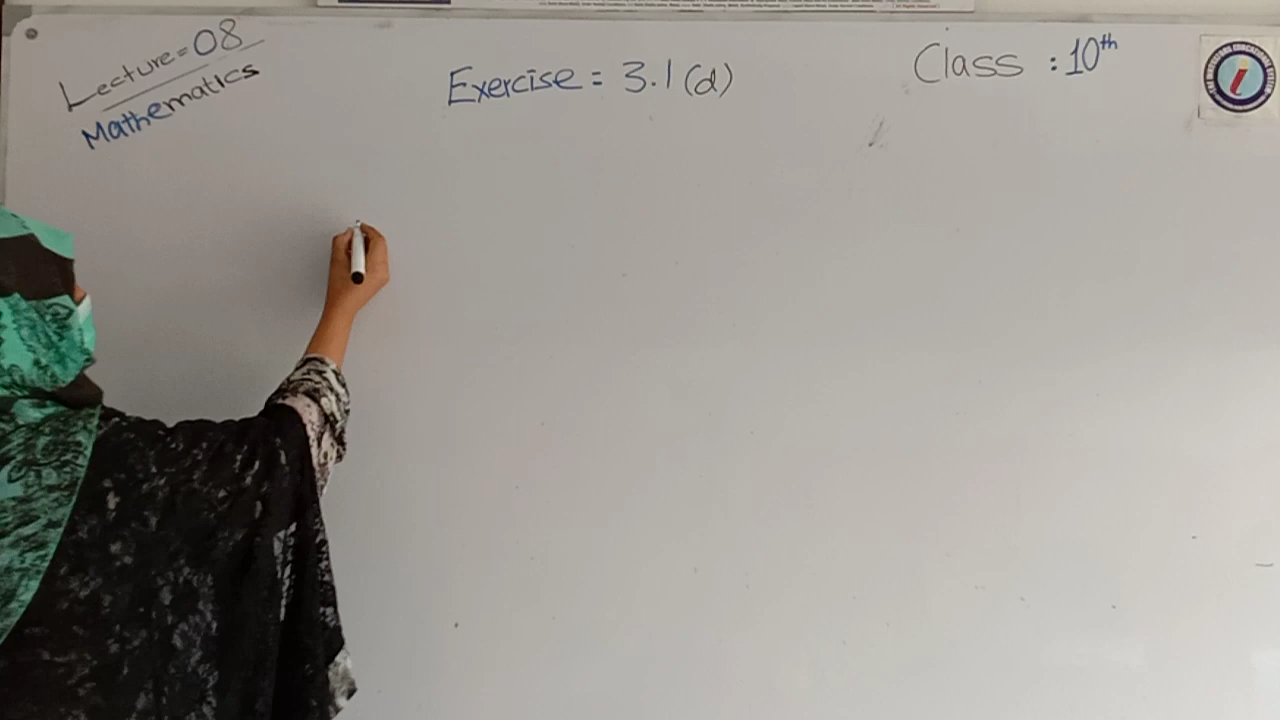 Lecture = 08
Mathematics
Exercise = 3.1 (d)
Class : 10th